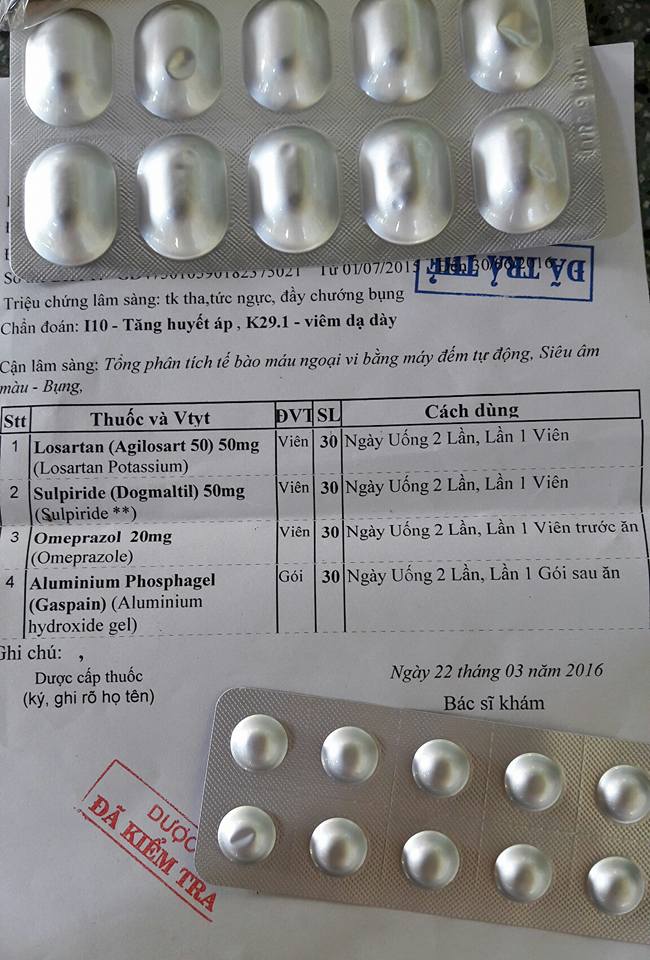 Từ 01/07/2015
ĐÃ TRẢ THẺ
Triệu chứng lâm sàng: tk tha,tức ngực, đầy chướng bụng
Chẩn đoán: I10 - Tăng huyết áp , K29.1 - viêm dạ dày
Cận lâm sàng: Tổng phân tích tế bào máu ngoại vi bằng máy đếm tự động, Siêu âm
màu - Bụng,
Stt Thuốc và Vtyt ĐVT SL Cách dùng
1 Losartan (Agilosart 50) 50mg Viên 30 Ngày Uống 2 Lần, Lần 1 Viên
(Losartan Potassium)
2 Sulpiride (Dogmaltil) 50mg Viên 30 Ngày Uống 2 Lần, Lần 1 Viên
(Sulpiride **)
3 Omeprazol 20mg Viên 30 Ngày Uống 2 Lần, Lần 1 Viên trước ăn
(Omeprazole)
4 Aluminium Phosphagel Gói 30 Ngày Uống 2 Lần, Lần 1 Gói sau ăn
(Gaspain) (Aluminium
hydroxide gel)
Ghi chú: ,
Dược cấp thuốc Ngày 22 tháng 03 năm 2016
(ký, ghi rõ họ tên) Bác sĩ khám
DƯỢC
ĐÃ KIỂM TRA